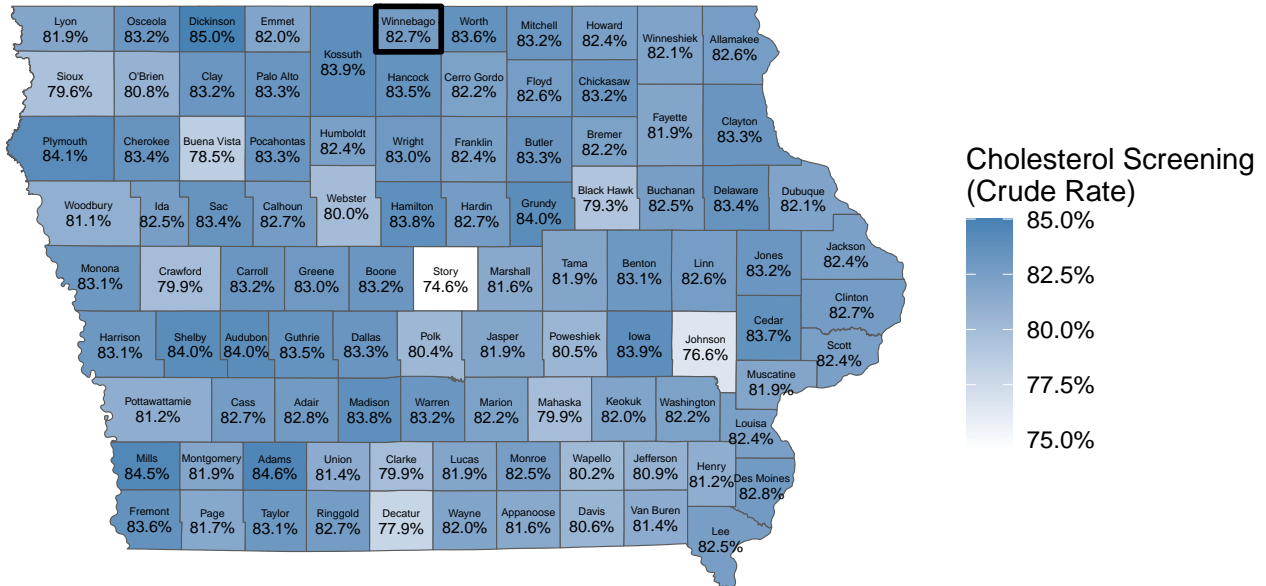 Lyon
81.9%
Osceola
83.2%
Dickinson
85.0%
Emmet
82.0%
Kossuth
83.9%
Winnebago
82.7%
Worth
83.6%
Mitchell
83.2%
Howard
82.4%
Winneshiek
82.1%
Allamakee
82.6%
Sioux
79.6%
O'Brien
80.8%
Clay
83.2%
Palo Alto
83.3%
Hancock
83.5%
Cerro Gordo
82.2%
Floyd
82.6%
Chickasaw
83.2%
Fayette
81.9%
Clayton
83.3%
Plymouth
84.1%
Cherokee
83.4%
Buena Vista
78.5%
Pocahontas
83.3%
Humboldt
82.4%
Wright
83.0%
Franklin
82.4%
Butler
83.3%
Bremer
82.2%
Woodbury
81.1%
Ida
82.5%
Sac
83.4%
Calhoun
82.7%
Webster
80.0%
Hamilton
83.8%
Hardin
82.7%
Grundy
84.0%
Black Hawk
79.3%
Buchanan
82.5%
Delaware
83.4%
Dubuque
82.1%
Monona
83.1%
Crawford
79.9%
Carroll
83.2%
Greene
83.0%
Boone
83.2%
Story
74.6%
Marshall
81.6%
Tama
81.9%
Benton
83.1%
Linn
82.6%
Jones
83.2%
Jackson
82.4%
Clinton
82.7%
Harrison
83.1%
Shelby
84.0%
Audubon
84.0%
Guthrie
83.5%
Dallas
83.3%
Polk
80.4%
Jasper
81.9%
Poweshiek
80.5%
Iowa
83.9%
Johnson
76.6%
Cedar
83.7%
Scott
82.4%
Muscatine
81.9%
Pottawattamie
81.2%
Cass
82.7%
Adair
82.8%
Madison
83.8%
Warren
83.2%
Marion
82.2%
Mahaska
79.9%
Keokuk
82.0%
Washington
82.2%
Louisa
82.4%
Mills
84.5%
Montgomery
81.9%
Adams
84.6%
Union
81.4%
Clarke
79.9%
Lucas
81.9%
Monroe
82.5%
Wapello
80.2%
Jefferson
80.9%
Henry
81.2%
Des Moines
82.8%
Fremont
83.6%
Page
81.7%
Taylor
83.1%
Ringgold
82.7%
Decatur
77.9%
Wayne
82.0%
Appanoose
81.6%
Davis
80.6%
Van Buren
81.4%
Lee
82.5%
Cholesterol Screening
(Crude Rate)
85.0%
82.5%
80.0%
77.5%
75.0%